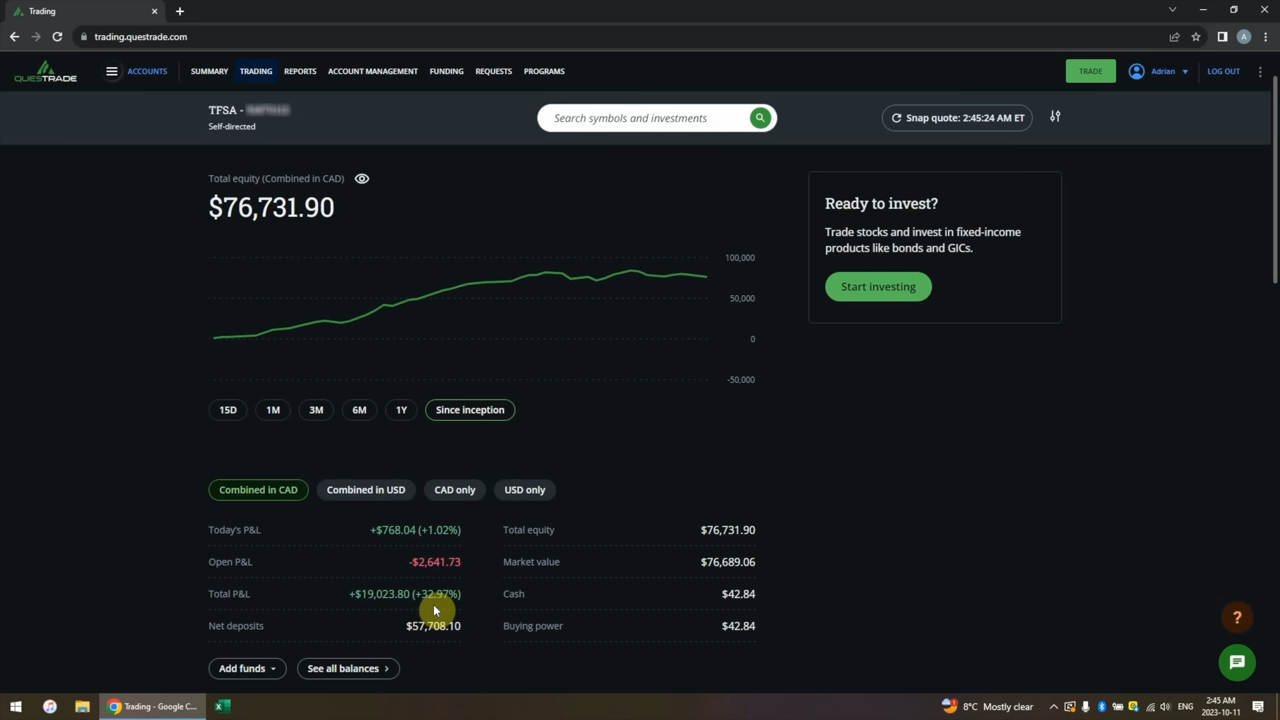 Trading
trading.questrade.com
QUESTRADE
ACCOUNTS
SUMMARY TRADING REPORTS ACCOUNT MANAGEMENT FUNDING REQUESTS PROGRAMS
TRADE
Adrian
LOG OUT
TFSA -
Self-directed
Search symbols and investments
Snap quote: 2:45:24 AM ET
Total equity (Combined in CAD)
$76,731.90
100,000
50,000
0
-50,000
15D 1M 3M 6M 1Y Since inception
Ready to invest?
Trade stocks and invest in fixed-income
products like bonds and GICs.
Start investing
Combined in CAD Combined in USD CAD only USD only
Today's P&L +$768.04 (+1.02%)
Open P&L -$2,641.73
Total P&L +$19,023.80 (+32.97%)
Net deposits $57,708.10
Total equity $76,731.90
Market value $76,689.06
Cash $42.84
Buying power $42.84
Add funds See all balances >
?
Trading - Google C...
8°C Mostly clear
ENG
2:45 AM
2023-10-11